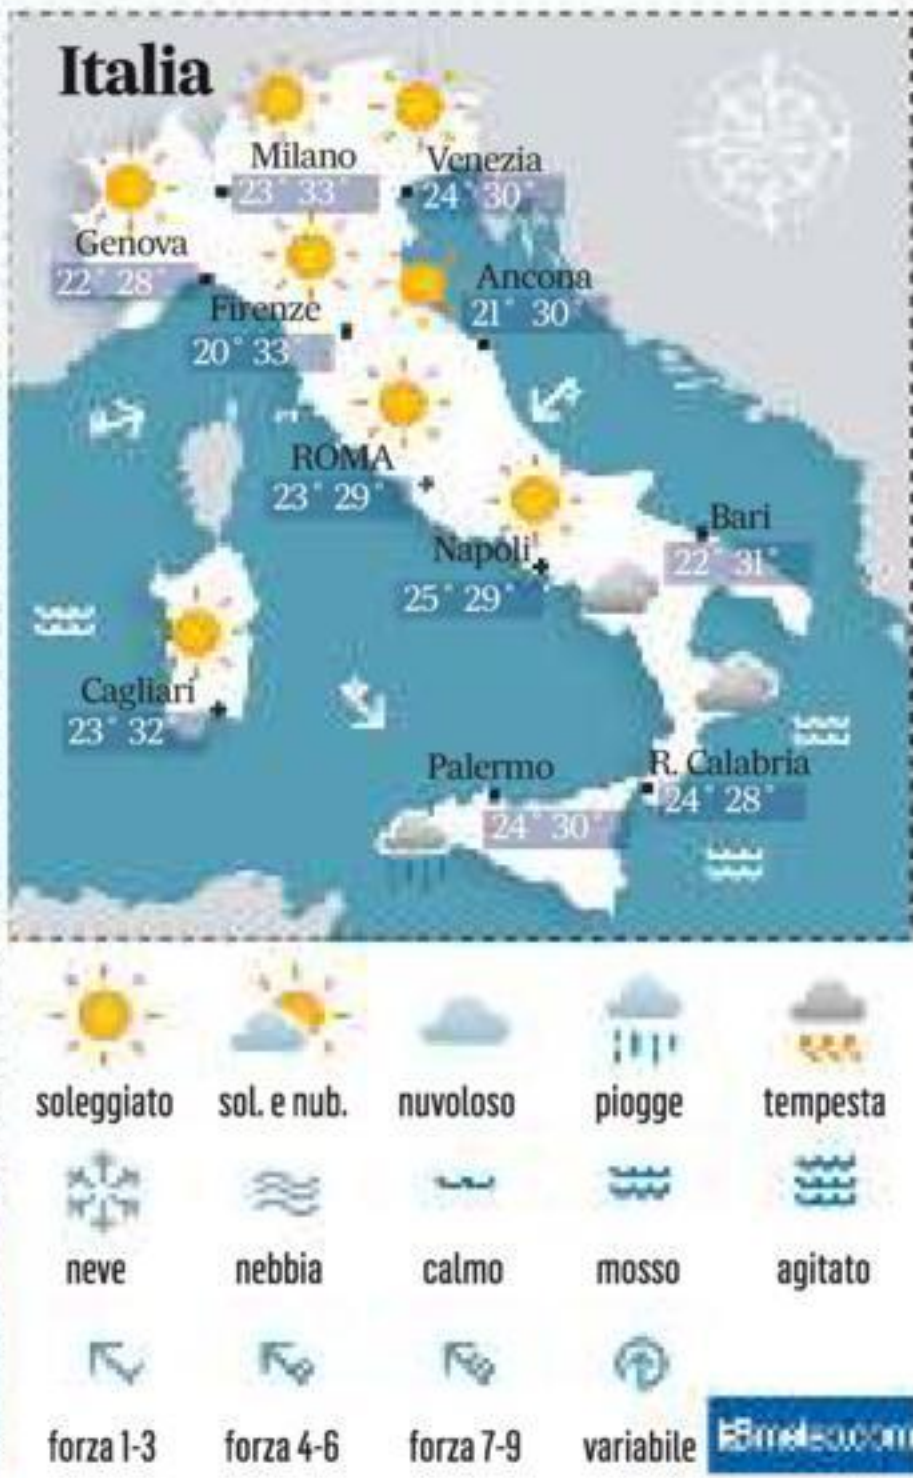 Italia
Milano
23° 33°
Venezia
24° 30°
Genova
22° 28°
Firenze
20° 33
Ancona
21° 30°
ROMA
23° 29°
Napoli
25° 29°
Bari
22° 31°
Cagliari
23° 32°
Palermo
24° 30°
R. Calabria
24° 28°
soleggiato sol. e nub. nuvoloso piogge tempesta
neve nebbia calmo mosso agitato
forza 1-3 forza 4-6 forza 7-9 variabile